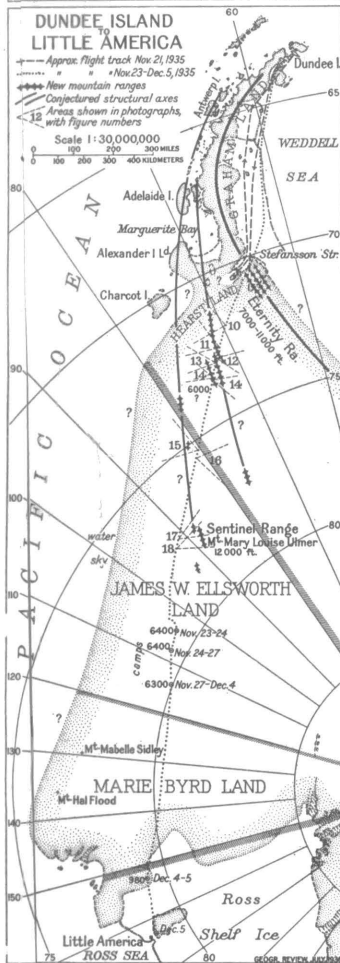 DUNDEE ISLAND
TO
LITTLE AMERICA
Approx. flight track Nov. 21, 1935
" " " Nov. 23-Dec. 5, 1935
New mountain ranges
Conjectured structural axes
12 Areas shown in photographs,
with figure numbers
Scale 1:30,000,000
0 100 200 300 MILES
0 200 400 KILOMETERS
60
Dundee I.
65
Antwerp I.
GRAHAM LAND
WEDDELL
SEA
80
Adelaide I.
Marguerite Bay
Alexander I Ld
70
Stefansson Str.
Charcot I.
?
?
?
HEARST LAND
Eternity Ra.
7000-11000 ft.
10
11
13
12
14
14
6000
?
75
90
?
15
16
PACIFIC OCEAN
100
80
Sentinel Range
Mt Mary Louise Ulmer
12 000 ft.
17
18
water
sky
?
JAMES W. ELLSWORTH
LAND
110
6400 Nov. 23-24
6400
Nov. 24-27
camps
6300 Nov. 27-Dec. 4
120
?
130
Mt Mabelle Sidley
MARIE BYRD LAND
Mt Hal Flood
140
150
980 Dec. 4-5
Ross
Shelf Ice
Dec. 5
Little America
ROSS SEA
75
80
GEOGR. REVIEW, JULY, 1936